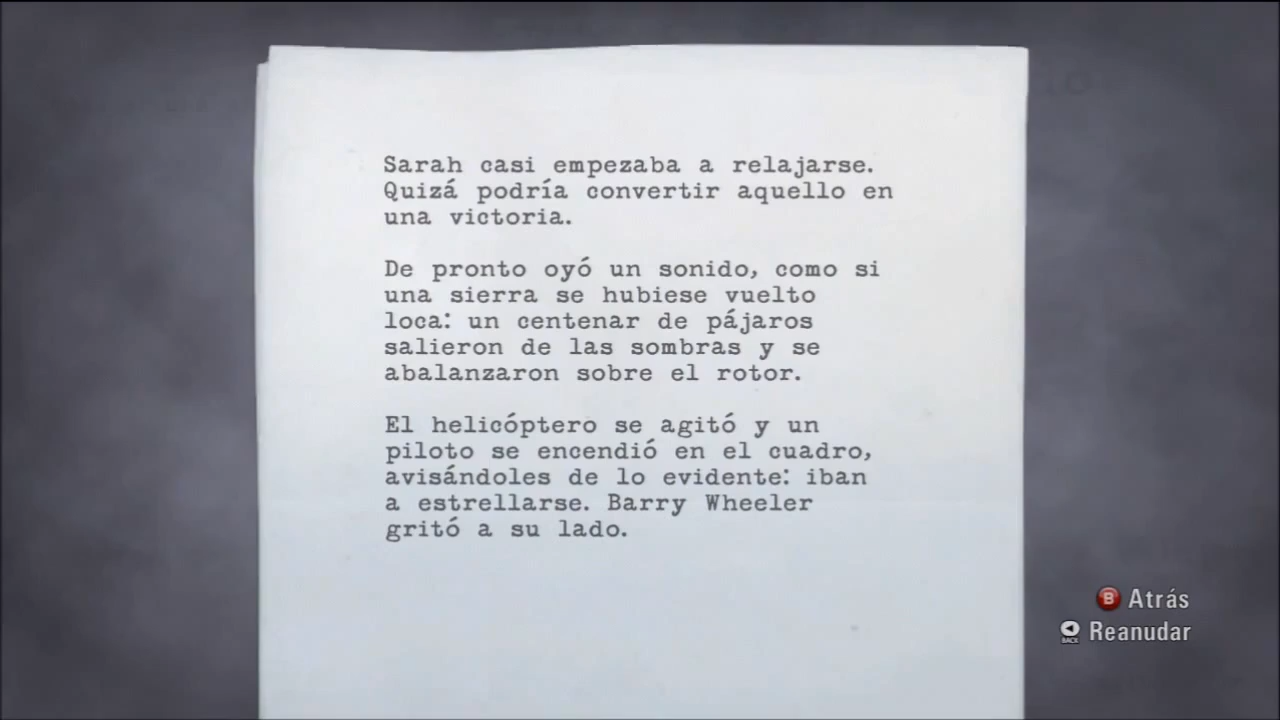 Sarah casi empezaba a relajarse.
Quizá podría convertir aquello en
una victoria.
De pronto oyó un sonido, como si
una sierra se hubiese vuelto
loca: un centenar de pájaros
salieron de las sombras y se
abalanzaron sobre el rotor.
El helicóptero se agitó y un
piloto se encendió en el cuadro,
avisándoles de lo evidente: iban
a estrellarse. Barry Wheeler
gritó a su lado.
B Atrás
BACK Reanudar